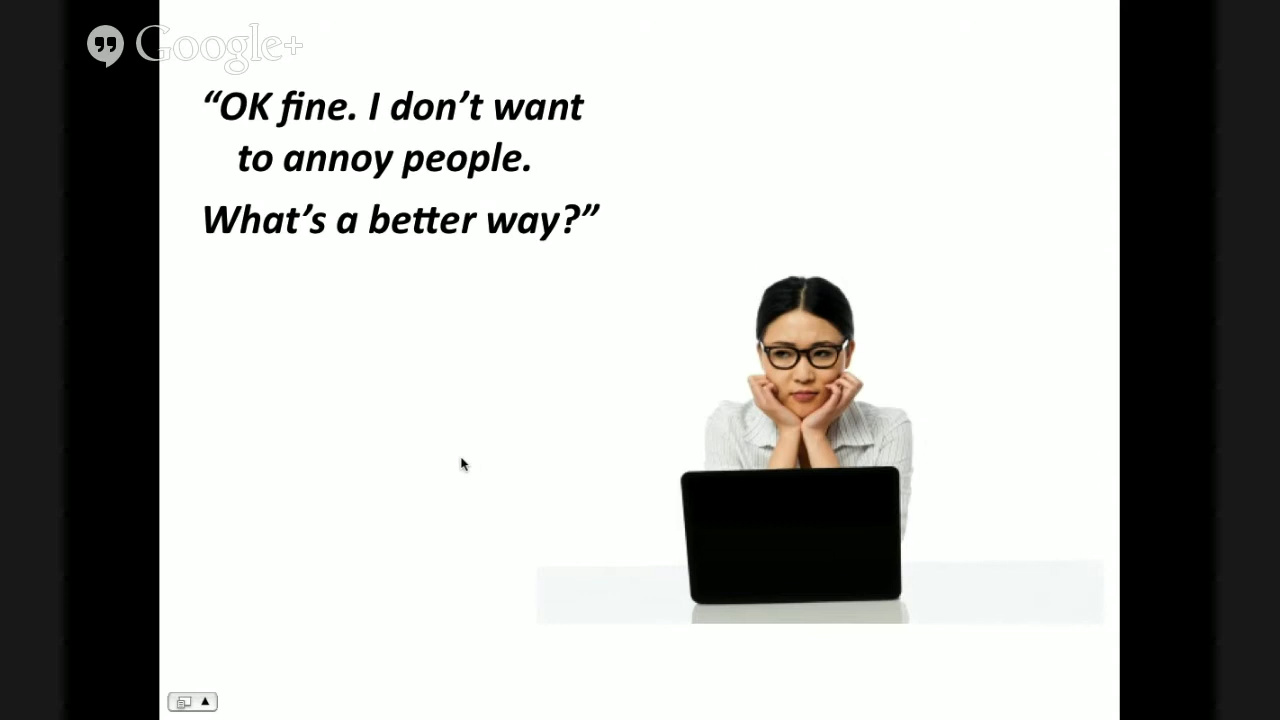 Google+
“OK fine. I don’t want
to annoy people.
What’s a better way?”